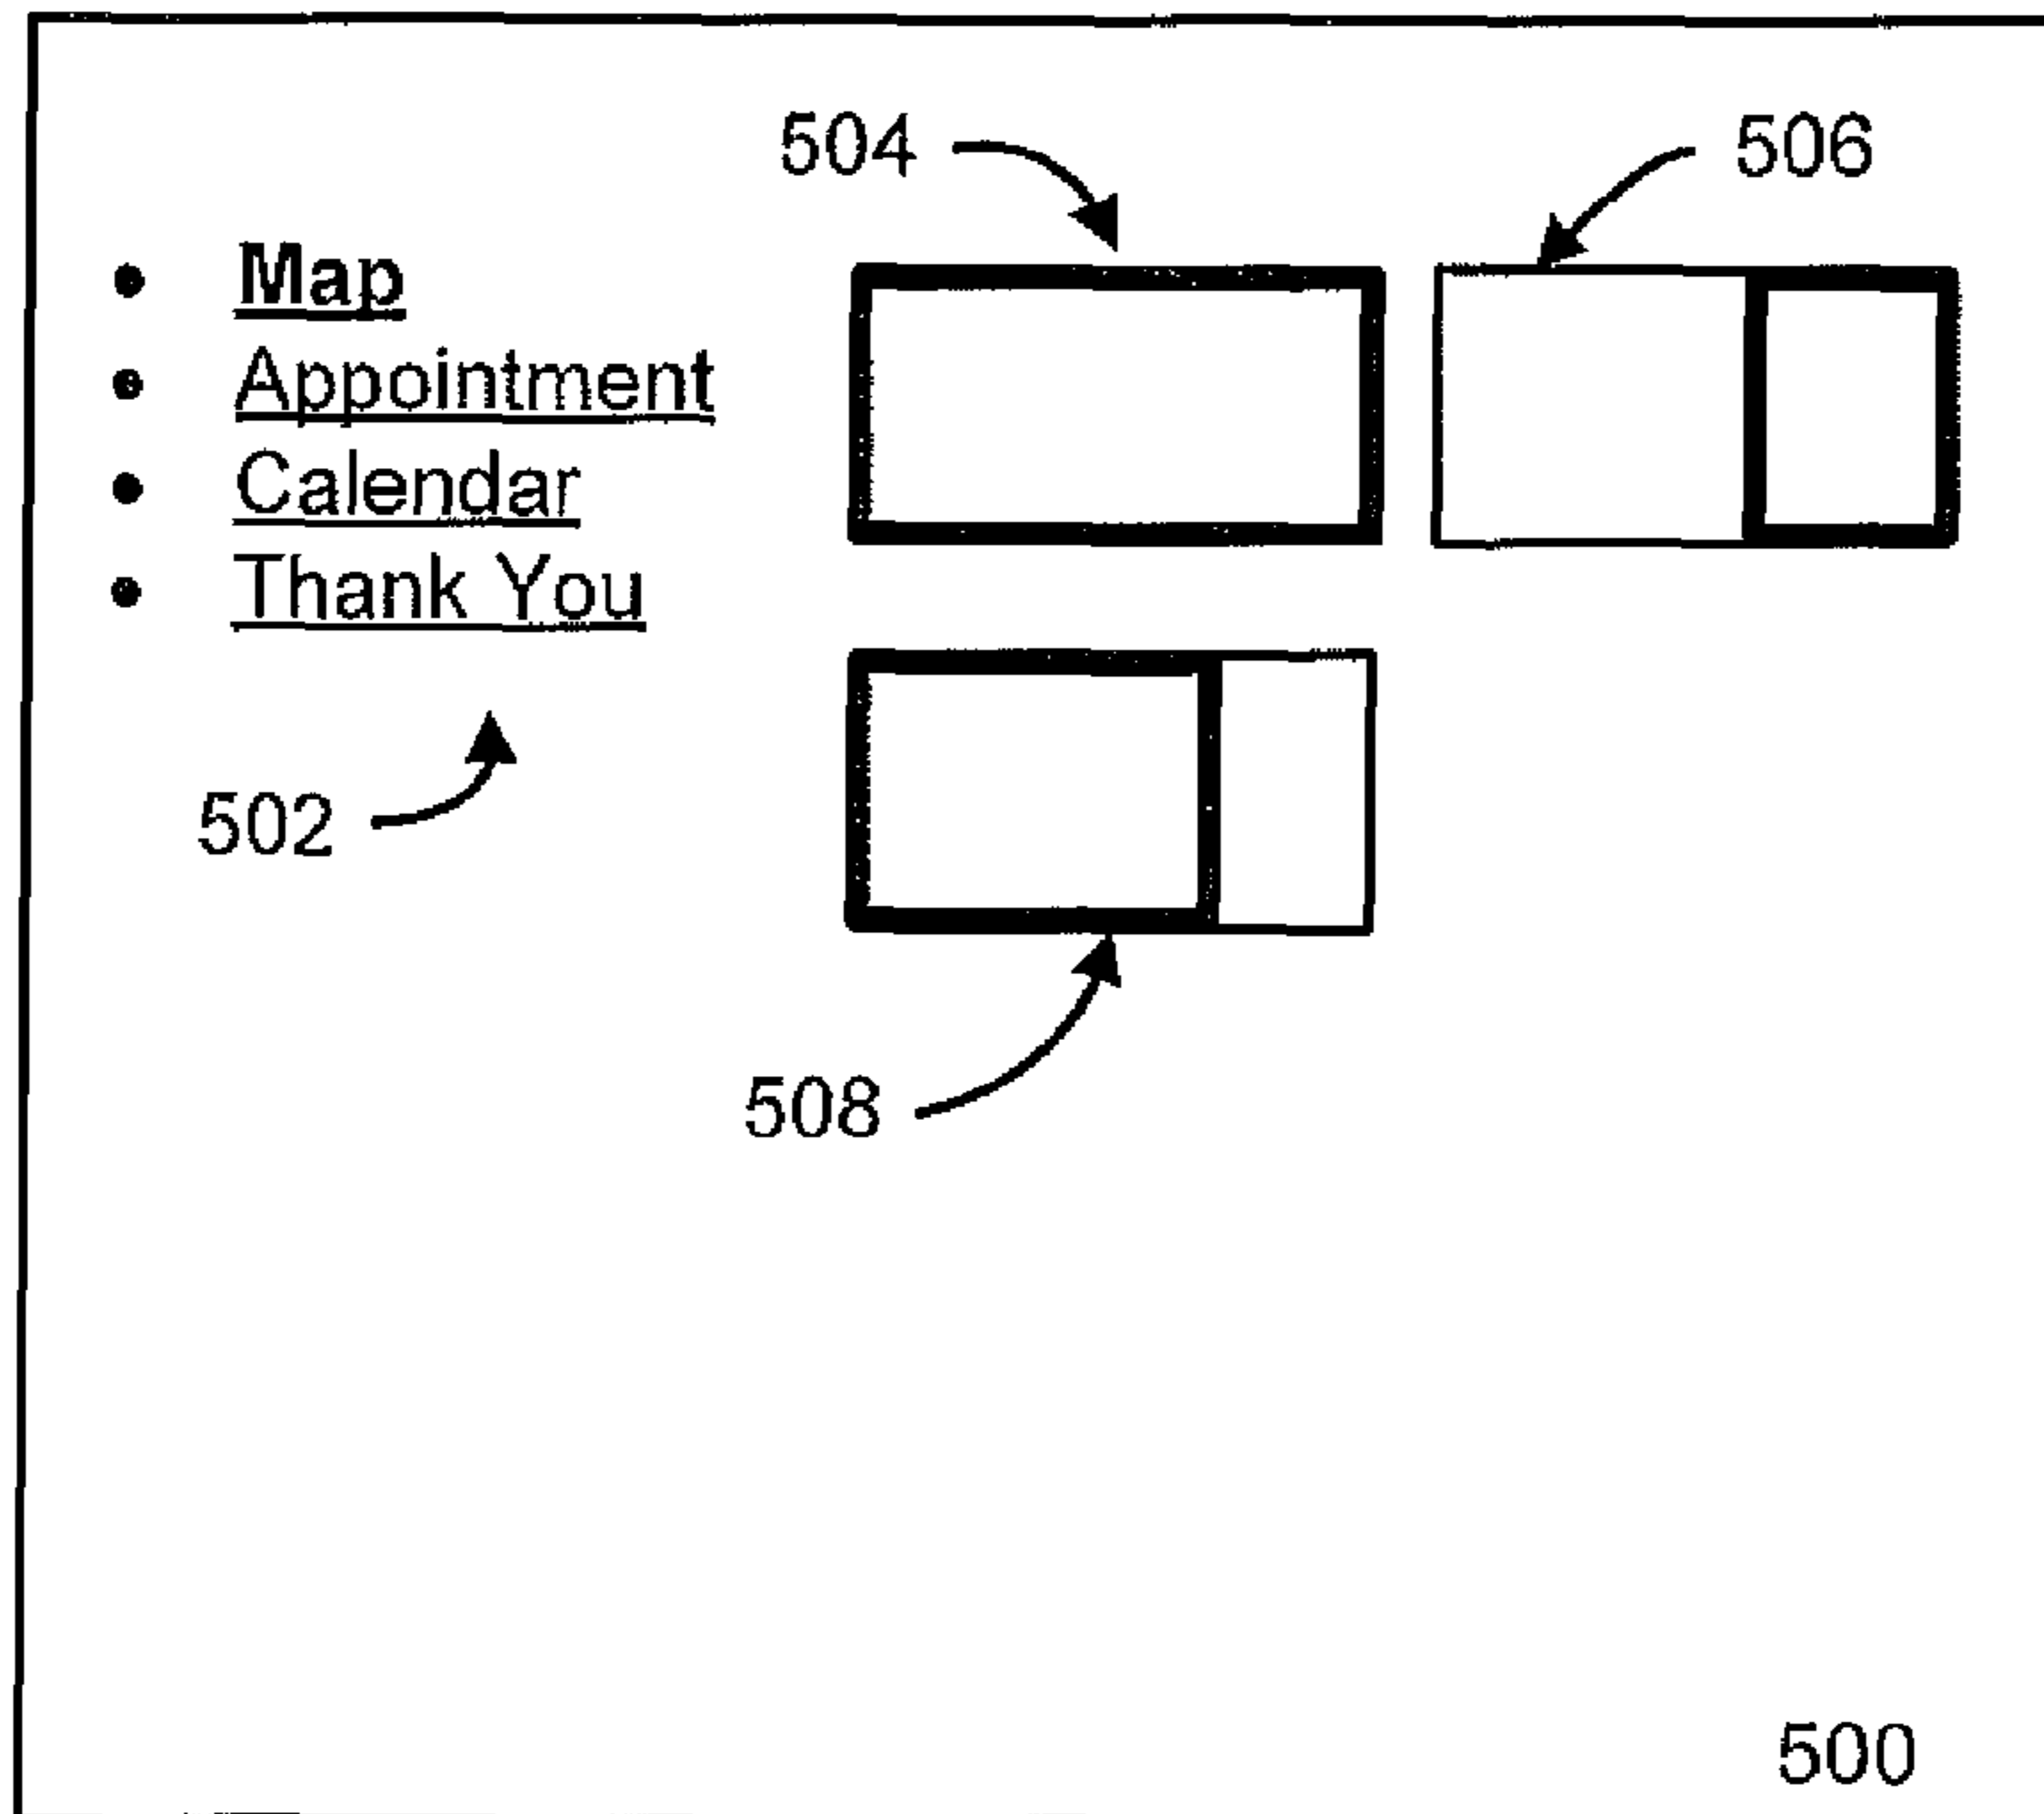 504
506
• Map
• Appointment
• Calendar
• Thank You
502
508
500